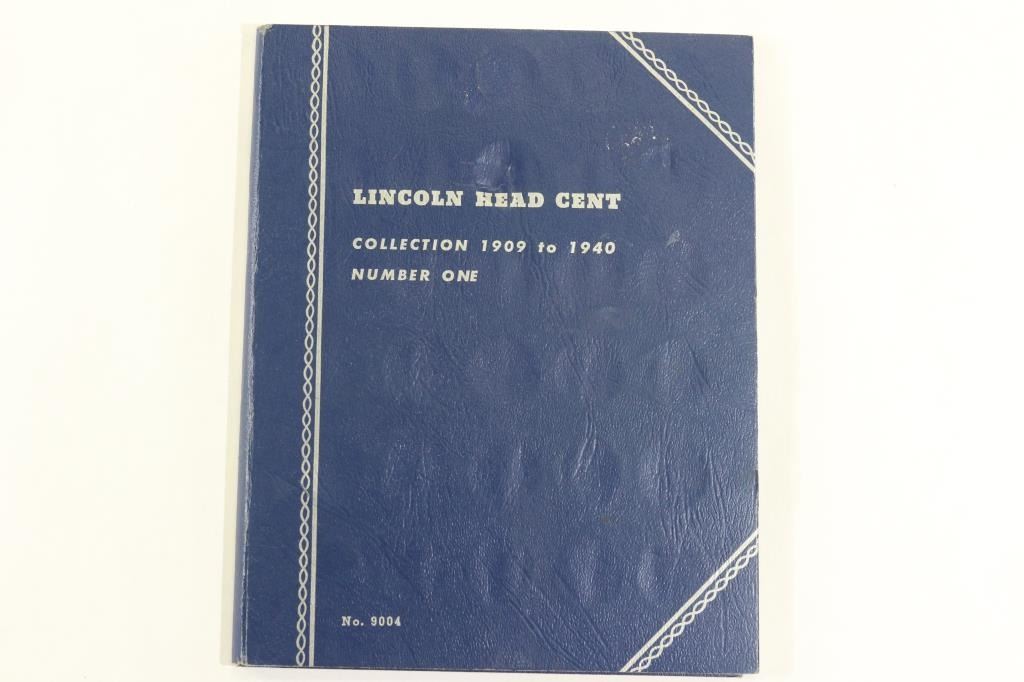 LINCOLN HEAD CENT
COLLECTION 1909 to 1940
NUMBER ONE
No. 9004